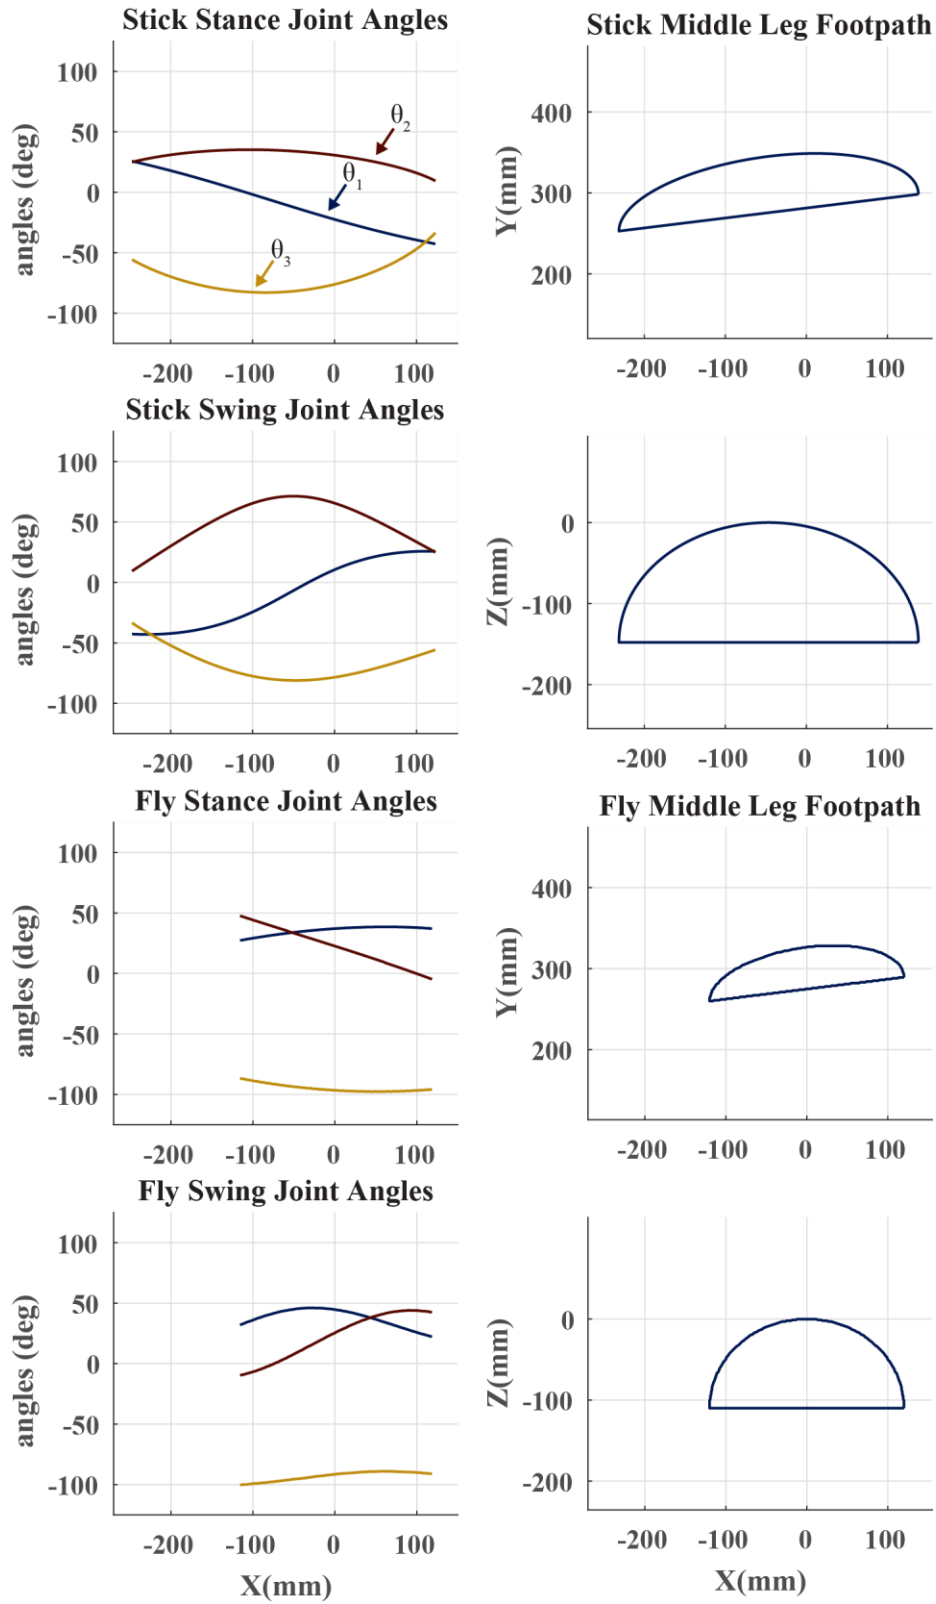 Stick Stance Joint Angles
angles (deg)
100
50
0
-50
-100
θ2
θ1
θ3
-200 -100 0 100
Stick Middle Leg Footpath
Y(mm)
400
300
200
-200 -100 0 100
Stick Swing Joint Angles
angles (deg)
100
50
0
-50
-100
-200 -100 0 100
Z(mm)
0
-100
-200
-200 -100 0 100
Fly Stance Joint Angles
angles (deg)
100
50
0
-50
-100
-200 -100 0 100
Fly Middle Leg Footpath
Y(mm)
400
300
200
-200 -100 0 100
Fly Swing Joint Angles
angles (deg)
100
50
0
-50
-100
-200 -100 0 100
X(mm)
Z(mm)
0
-100
-200
-200 -100 0 100
X(mm)